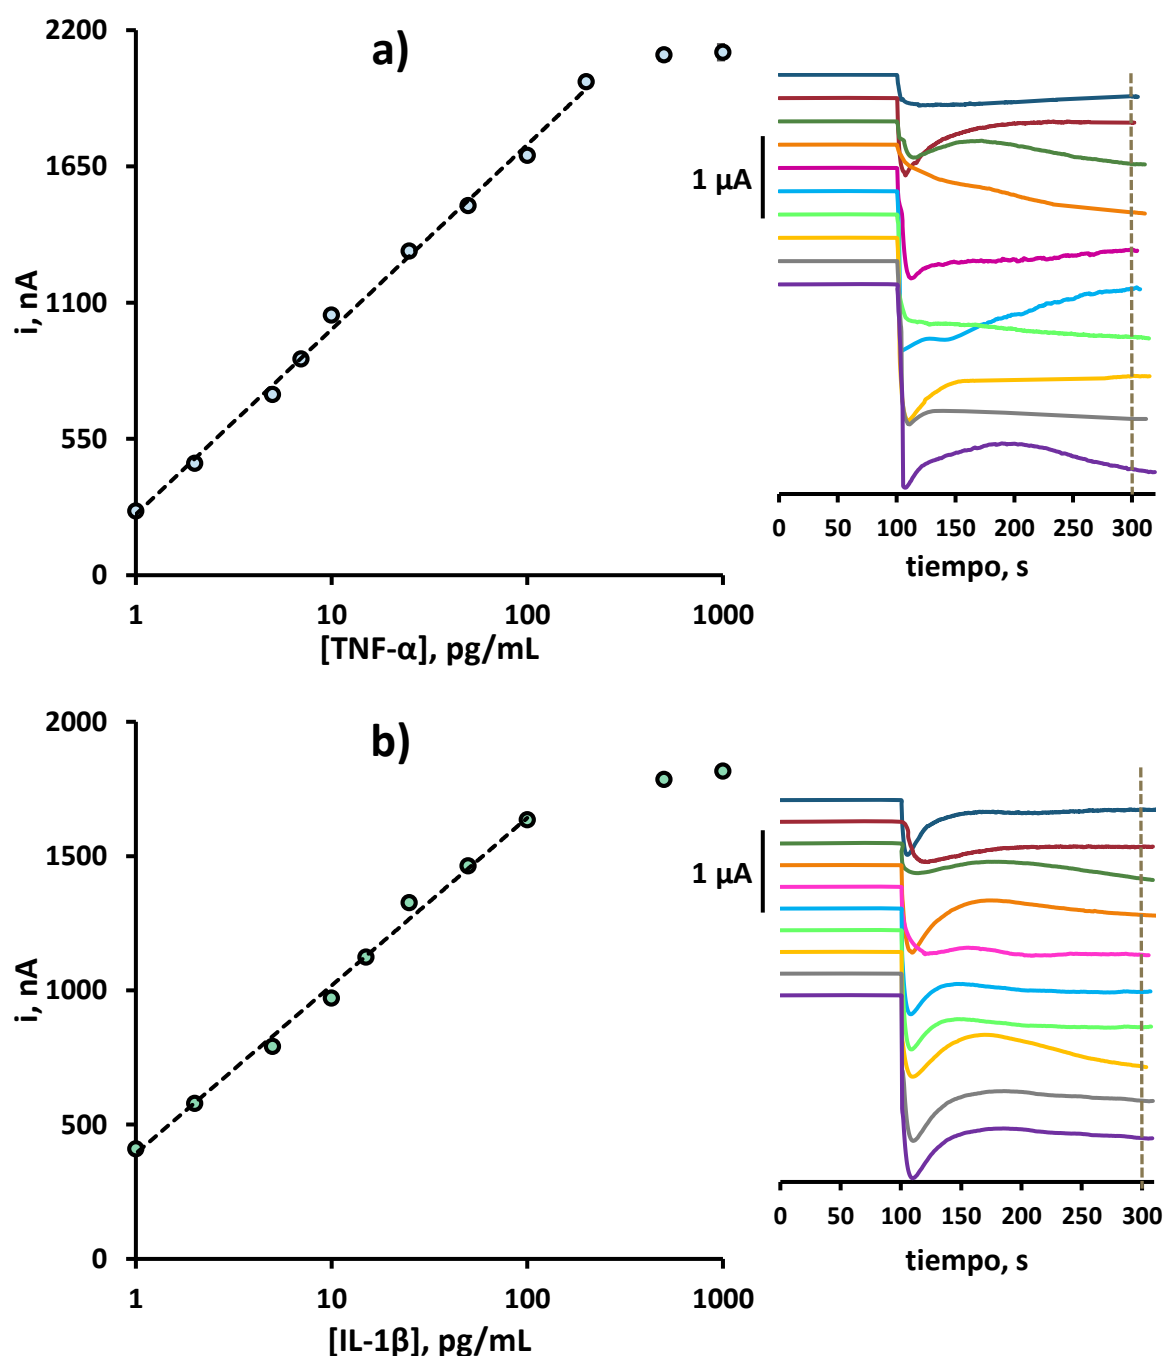 a)
2200
1650
1100
550
0
i, nA
1 10 100 1000
[TNF-α], pg/mL
1 µA
0 50 100 150 200 250 300
tiempo, s
b)
2000
1500
1000
500
0
i, nA
1 10 100 1000
[IL-1β], pg/mL
1 µA
0 50 100 150 200 250 300
tiempo, s